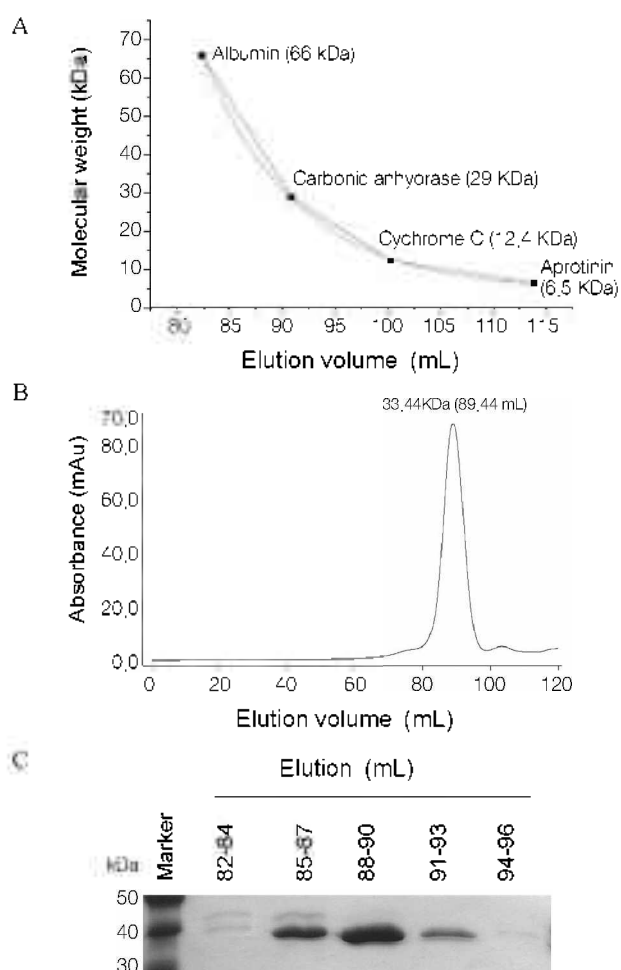 A
Molecular weight (kDa)
70
60
50
40
30
20
10
0
Albumin (66 kDa)
Carbonic anhyorase (29 KDa)
Cychrome C (12,4 KDa)
Aprotinin
(6,5 KDa)
80 85 90 95 100 105 110 115
Elution volume (mL)
B
33,44KDa (89,44 mL)
Absorbance (mAu)
70,0
80,0
60,0
40,0
20,0
0,0
0 20 40 60 80 100 120
Elution volume (mL)
C
Elution (mL)
kDa Marker 82-84 85-87 88-90 91-93 94-96
50
40
30